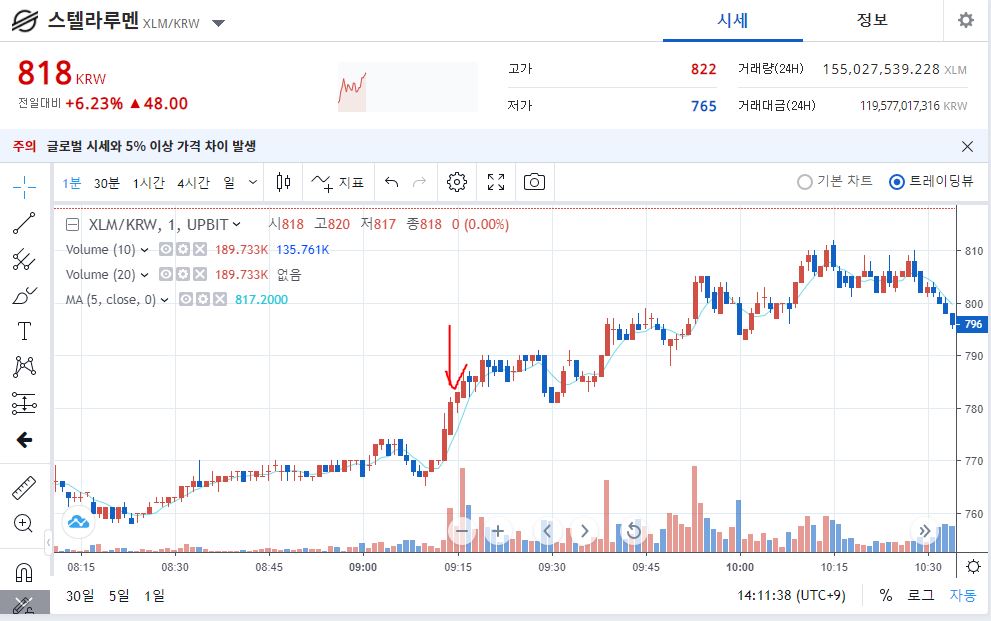 스텔라루멘 XLM/KRW 시세 정보
818 KRW
전일대비 +6.23% ▲ 48.00
고가 822 거래량(24H) 155,027,539.228 XLM
저가 765 거래대금(24H) 119,577,017,316 KRW
주의 글로벌 시세와 5% 이상 가격 차이 발생
1분 30분 1시간 4시간 일 지표 기본 차트 트레이딩뷰
XLM/KRW, 1, UPBIT 시818 고820 저817 종818 0 (0.00%)
Volume (10) 189.733K 135.761K
Volume (20) 189.733K 없음
MA (5, close, 0) 817.2000
810
800
796
790
780
770
760
08:15 08:30 08:45 09:00 09:15 09:30 09:45 10:00 10:15 10:30
30일 5일 1일 14:11:38 (UTC+9) % 로그 자동